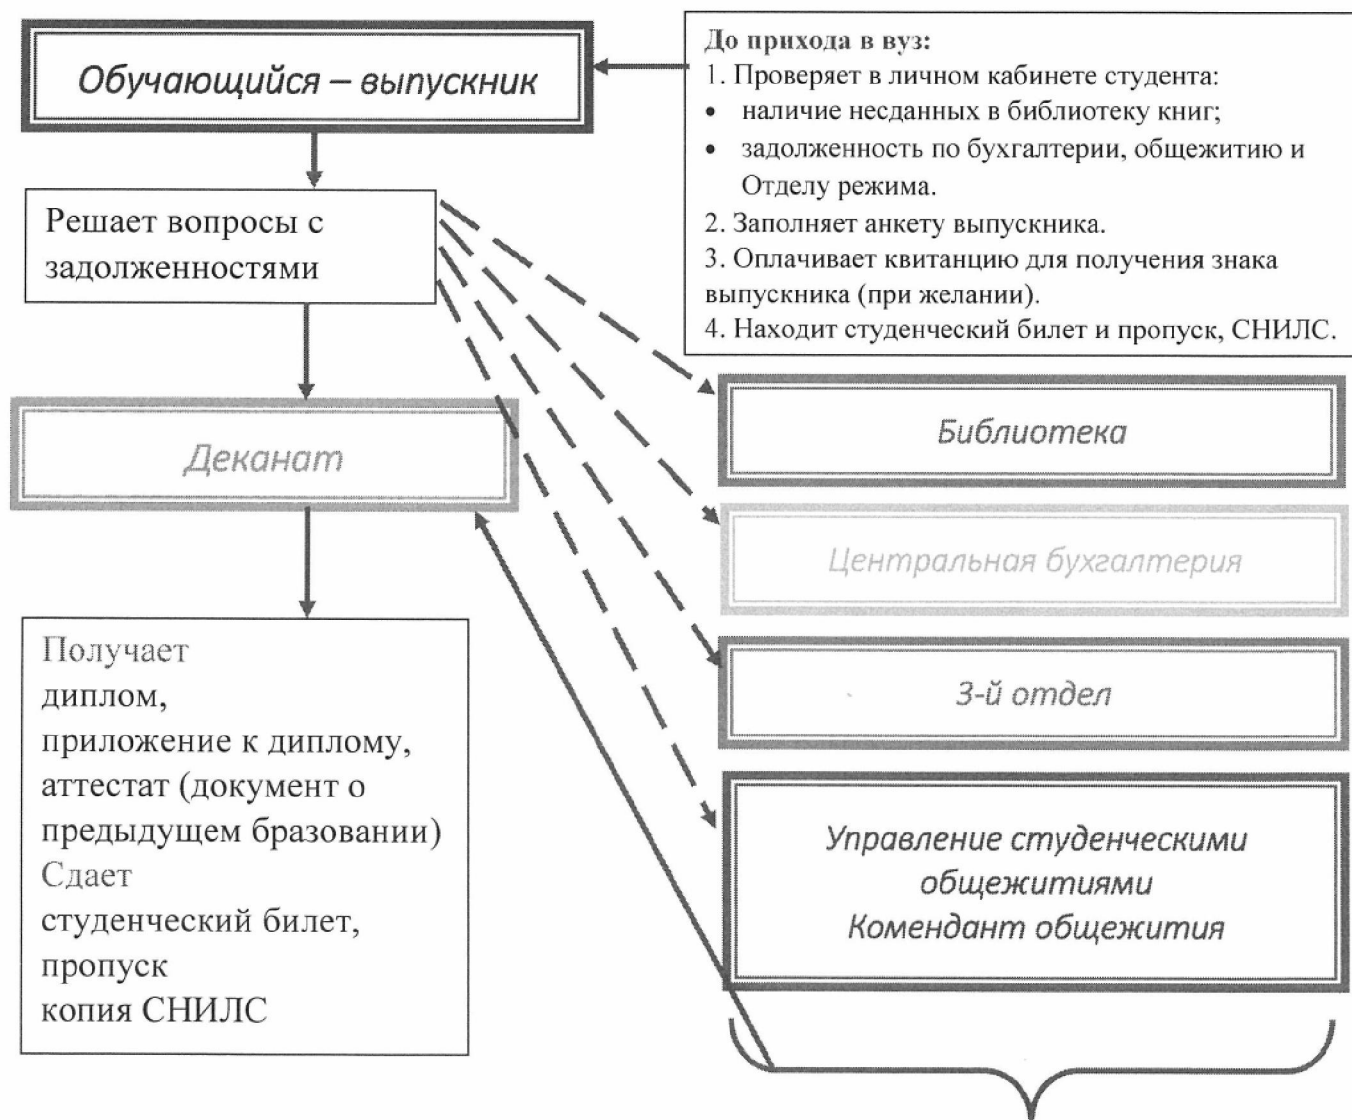 Обучающийся – выпускник
До прихода в вуз:
1. Проверяет в личном кабинете студента:
• наличие несданных в библиотеку книг;
• задолженность по бухгалтерии, общежитию и
Отделу режима.
2. Заполняет анкету выпускника.
3. Оплачивает квитанцию для получения знака
выпускника (при желании).
4. Находит студенческий билет и пропуск, СНИЛС.
Решает вопросы с
задолженностями
Деканат
Библиотека
Центральная бухгалтерия
3-й отдел
Управление студенческими
общежитиями
Комендант общежития
Получает
диплом,
приложение к диплому,
аттестат (документ о
предыдущем бразовании)
Сдает
студенческий билет,
пропуск
копия СНИЛС